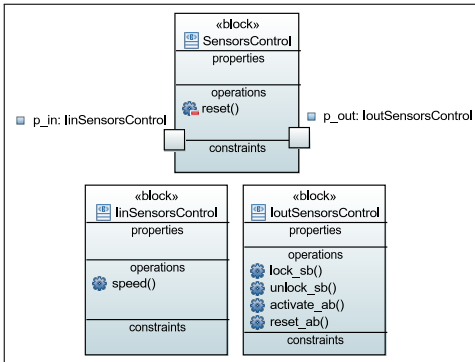 «block»
SensorsControl
properties
operations
reset()
p_in: IinSensorsControl
p_out: IoutSensorsControl
constraints
«block»
IinSensorsControl
properties
operations
speed()
constraints
«block»
IoutSensorsControl
properties
operations
lock_sb()
unlock_sb()
activate_ab()
reset_ab()
constraints